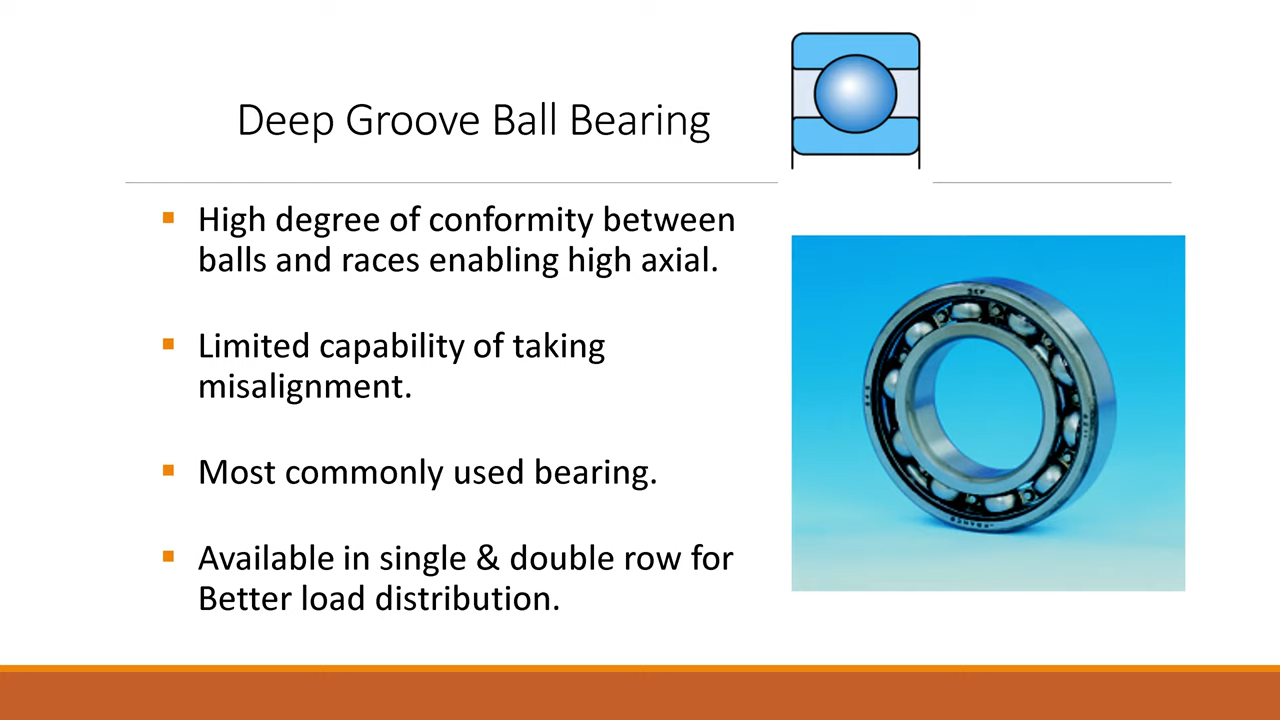 Deep Groove Ball Bearing
▪ High degree of conformity between
balls and races enabling high axial.
▪ Limited capability of taking
misalignment.
▪ Most commonly used bearing.
▪ Available in single & double row for
Better load distribution.
SKF